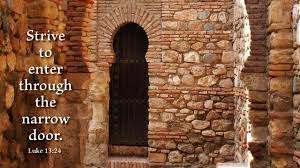 Strive
to
enter
through
the
narrow
door.
Luke 13:24